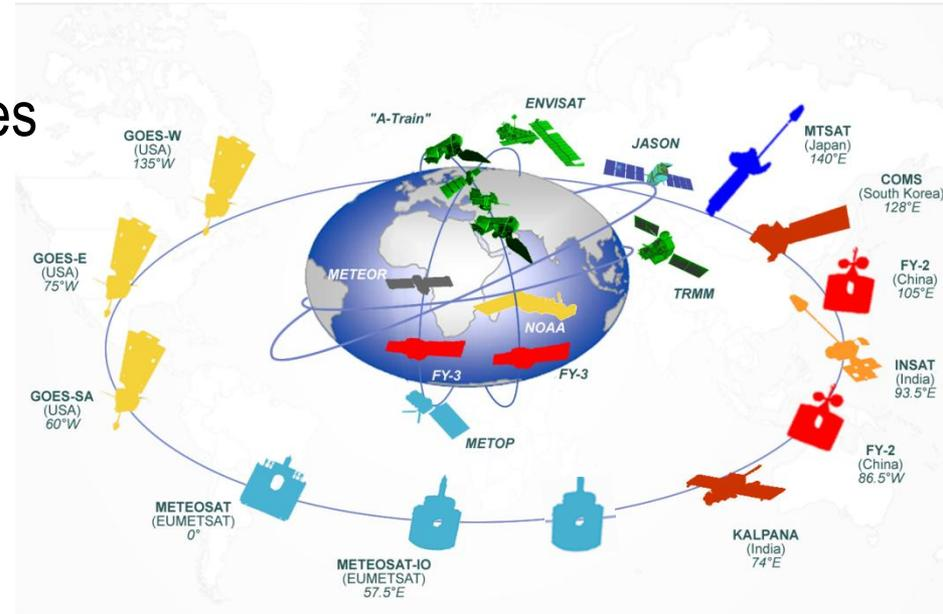 es
"A-Train"
ENVISAT
JASON
MTSAT
(Japan)
140°E
GOES-W
(USA)
135°W
COMS
(South Korea)
128°E
GOES-E
(USA)
75°W
METEOR
TRMM
FY-2
(China)
105°E
NOAA
FY-3
FY-3
INSAT
(India)
93.5°E
GOES-SA
(USA)
60°W
METOP
FY-2
(China)
86.5°W
METEOSAT
(EUMETSAT)
0°
KALPANA
(India)
74°E
METEOSAT-IO
(EUMETSAT)
57.5°E